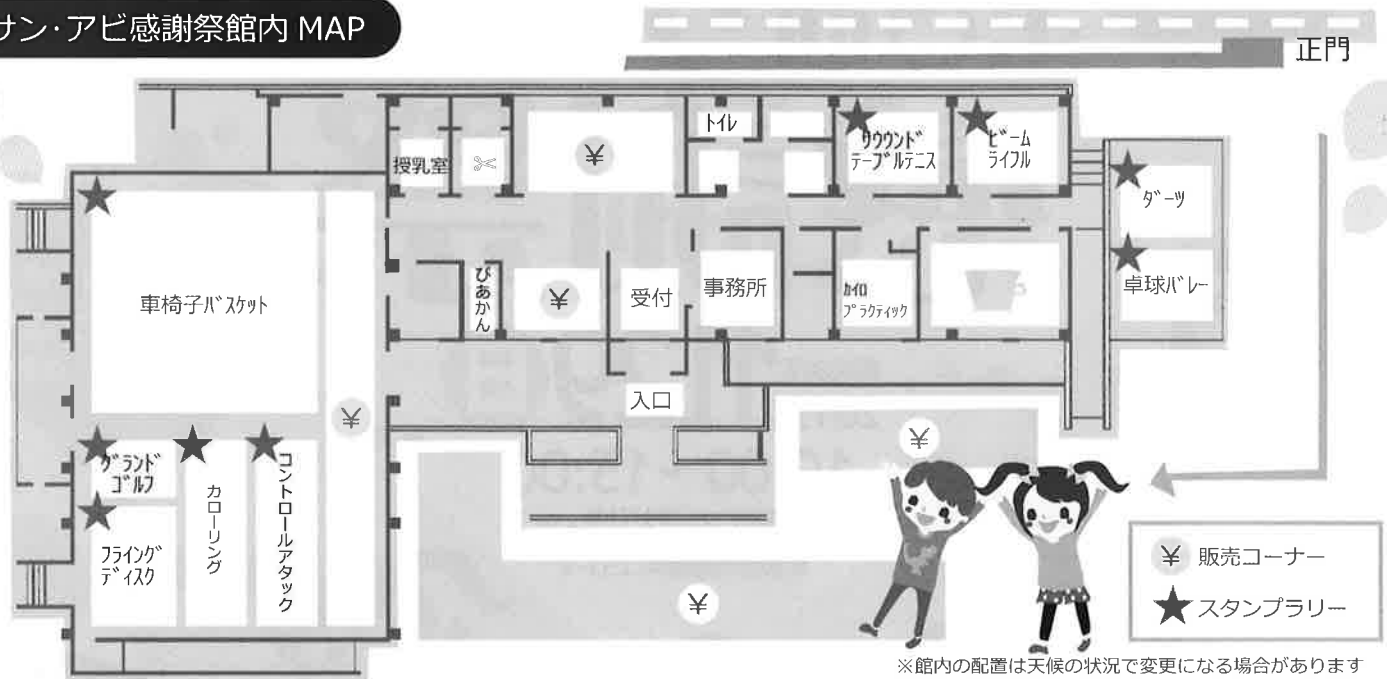 サン・アビ感謝祭館内 MAP
正門
トイレ
授乳室
¥
サウンド
テーブルテニス
ビーム
ライフル
ダーツ
卓球バレー
車椅子バスケット
ぴあかん
¥
受付
事務所
カイロ
プラクティック
入口
¥
¥
グランド
ゴルフ
カローリング
コントロールアタック
フライング
ディスク
¥
¥ 販売コーナー
スタンプラリー
※館内の配置は天候の状況で変更になる場合があります